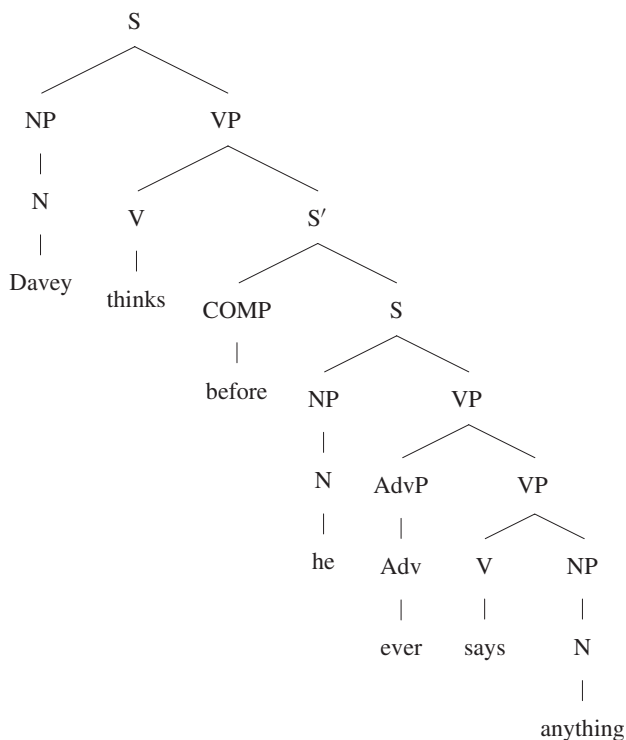 S
NP VP
N V S′
Davey thinks COMP S
before NP VP
N AdvP VP
he Adv V NP
ever says N
anything